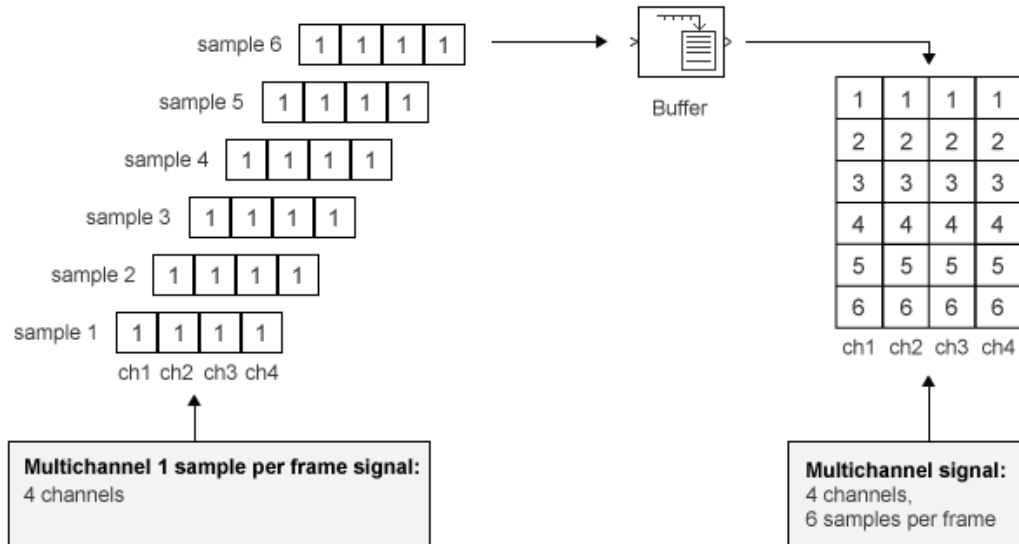 sample 6 1 1 1 1
sample 5 1 1 1 1
sample 4 1 1 1 1
sample 3 1 1 1 1
sample 2 1 1 1 1
sample 1 1 1 1 1
ch1 ch2 ch3 ch4
Multichannel 1 sample per frame signal:
4 channels
Buffer
1 1 1 1
2 2 2 2
3 3 3 3
4 4 4 4
5 5 5 5
6 6 6 6
ch1 ch2 ch3 ch4
Multichannel signal:
4 channels,
6 samples per frame